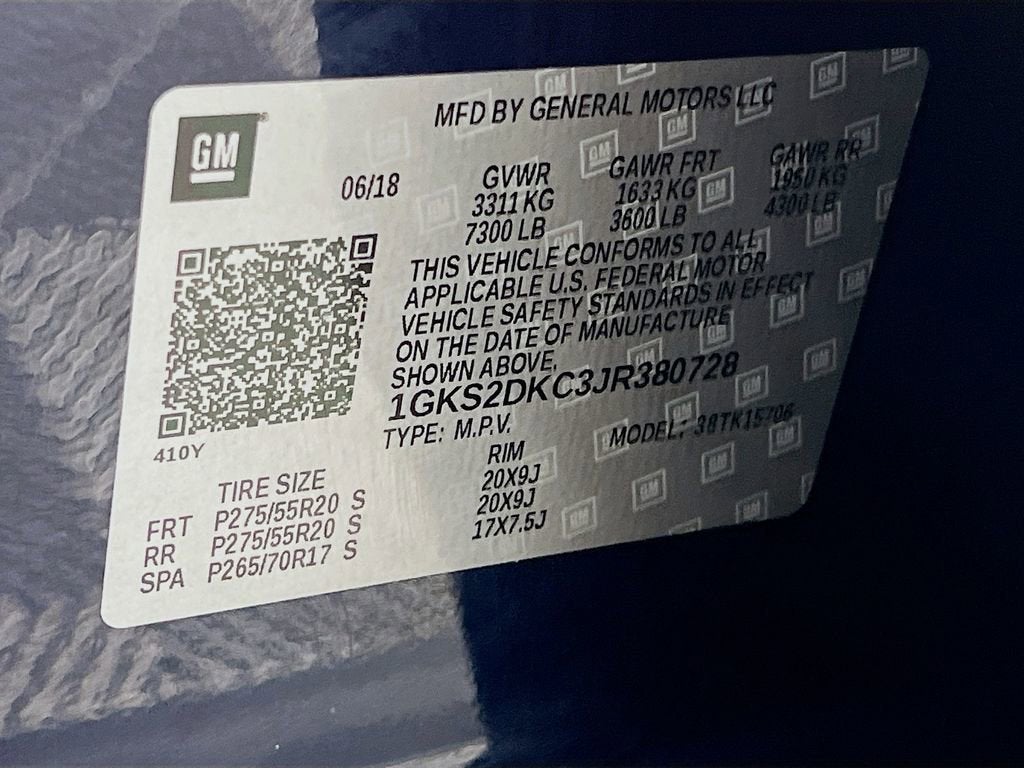 GM
MFD BY GENERAL MOTORS LLC
06/18
GVWR GAWR FRT GAWR RR
3311 KG 1633 KG 1950 KG
7300 LB 3600 LB 4300 LB
THIS VEHICLE CONFORMS TO ALL
APPLICABLE U.S. FEDERAL MOTOR
VEHICLE SAFETY STANDARDS IN EFFECT
ON THE DATE OF MANUFACTURE
SHOWN ABOVE.
1GKS2DKC3JR380728
TYPE: M.P.V. MODEL:
410Y
TIRE SIZE RIM
FRT P275/55R20 S 20X9J
RR P275/55R20 S 20X9J
SPA P265/70R17 S 17X7.5J